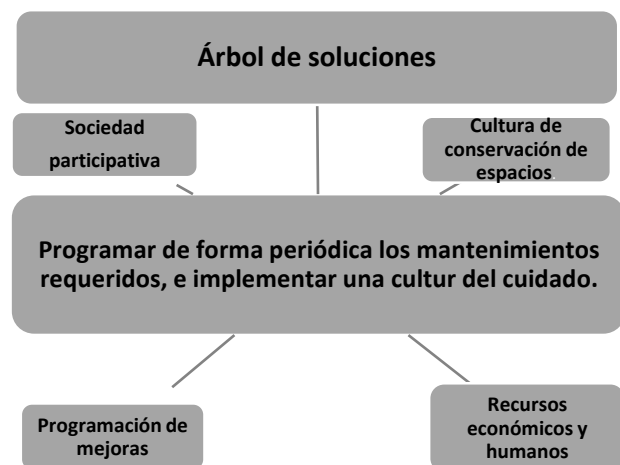 Árbol de soluciones
Sociedad
participativa
Cultura de
conservación de
espacios.
Programar de forma periódica los mantenimientos
requeridos, e implementar una cultur del cuidado.
Programación de
mejoras
Recursos
económicos y
humanos